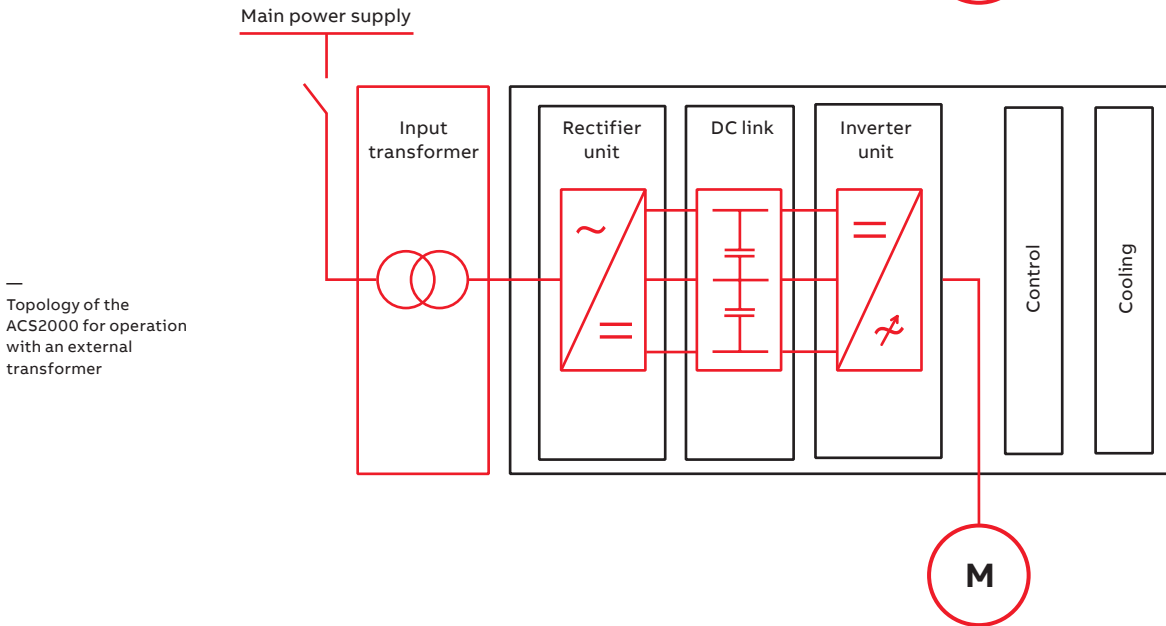 Main power supply
Input
transformer
Rectifier
unit
DC link
Inverter
unit
Control
Cooling
—
Topology of the
ACS2000 for operation
with an external
transformer
M